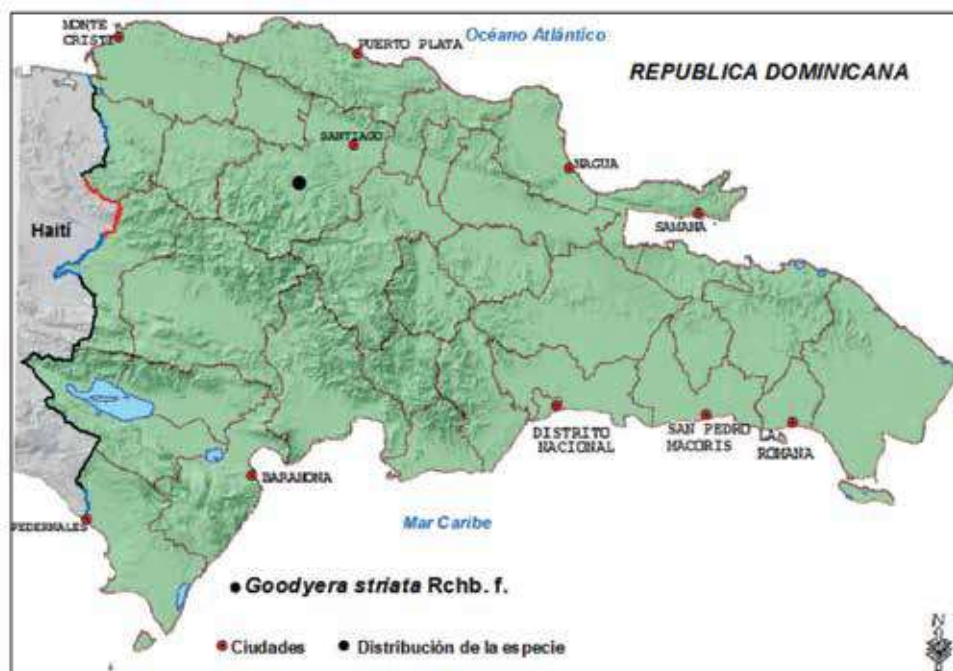 MONTE
CRISTI
PUERTO PLATA
Océano Atlántico
REPUBLICA DOMINICANA
SANTIAGO
NAGUA
SAMANA
Haití
DISTRITO
NACIONAL
SAN PEDRO
MACORIS
LA
ROMANA
BARAHONA
PEDERNALES
Mar Caribe
Goodyera striata Rchb. f.
Ciudades
Distribución de la especie
N